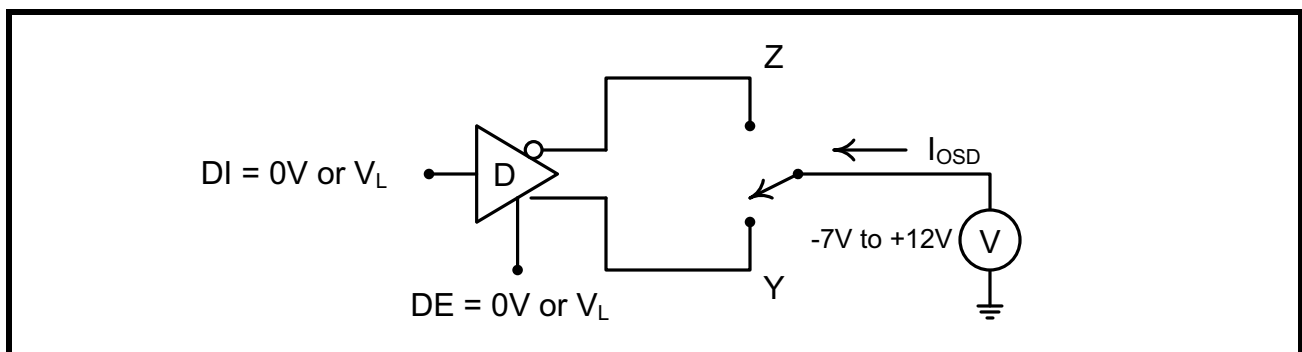 Z
DI = 0V or VL
D
IOSD
-7V to +12V
V
Y
DE = 0V or VL